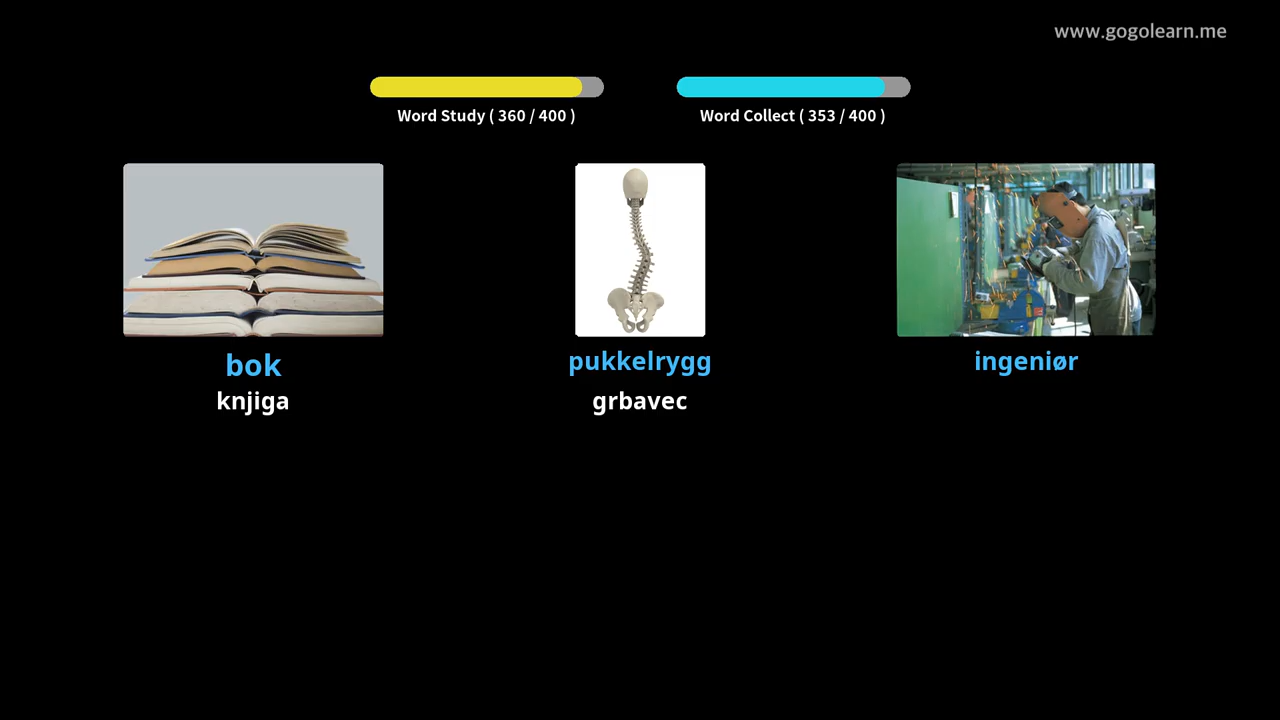 www.gogolearn.me
Word Study ( 360 / 400 )
Word Collect ( 353 / 400 )
bok
knjiga
pukkelrygg
grbavec
ingeniør